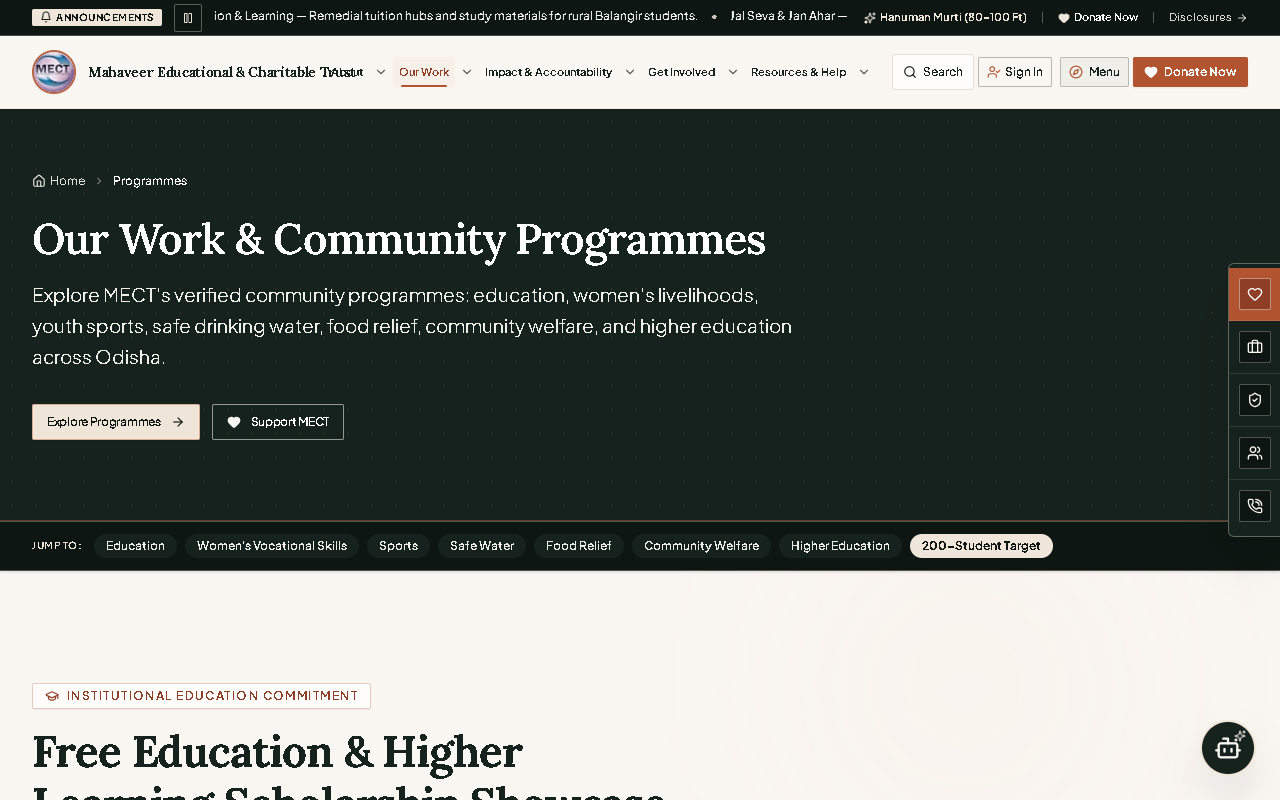 ANNOUNCEMENTS
ion & Learning — Remedial tuition hubs and study materials for rural Balangir students. • Jal Seva & Jan Ahar —
Hanuman Murti (80–100 Ft)
Donate Now
Disclosures →
MECT
Mahaveer Educational & Charitable Trust
About
Our Work
Impact & Accountability
Get Involved
Resources & Help
Search
Sign In
Menu
Donate Now
Home > Programmes
Our Work & Community Programmes
Explore MECT's verified community programmes: education, women's livelihoods,
youth sports, safe drinking water, food relief, community welfare, and higher education
across Odisha.
Explore Programmes →
Support MECT
JUMP TO:
Education
Women's Vocational Skills
Sports
Safe Water
Food Relief
Community Welfare
Higher Education
200–Student Target
INSTITUTIONAL EDUCATION COMMITMENT
Free Education & Higher
Learning Scholarship Showcase